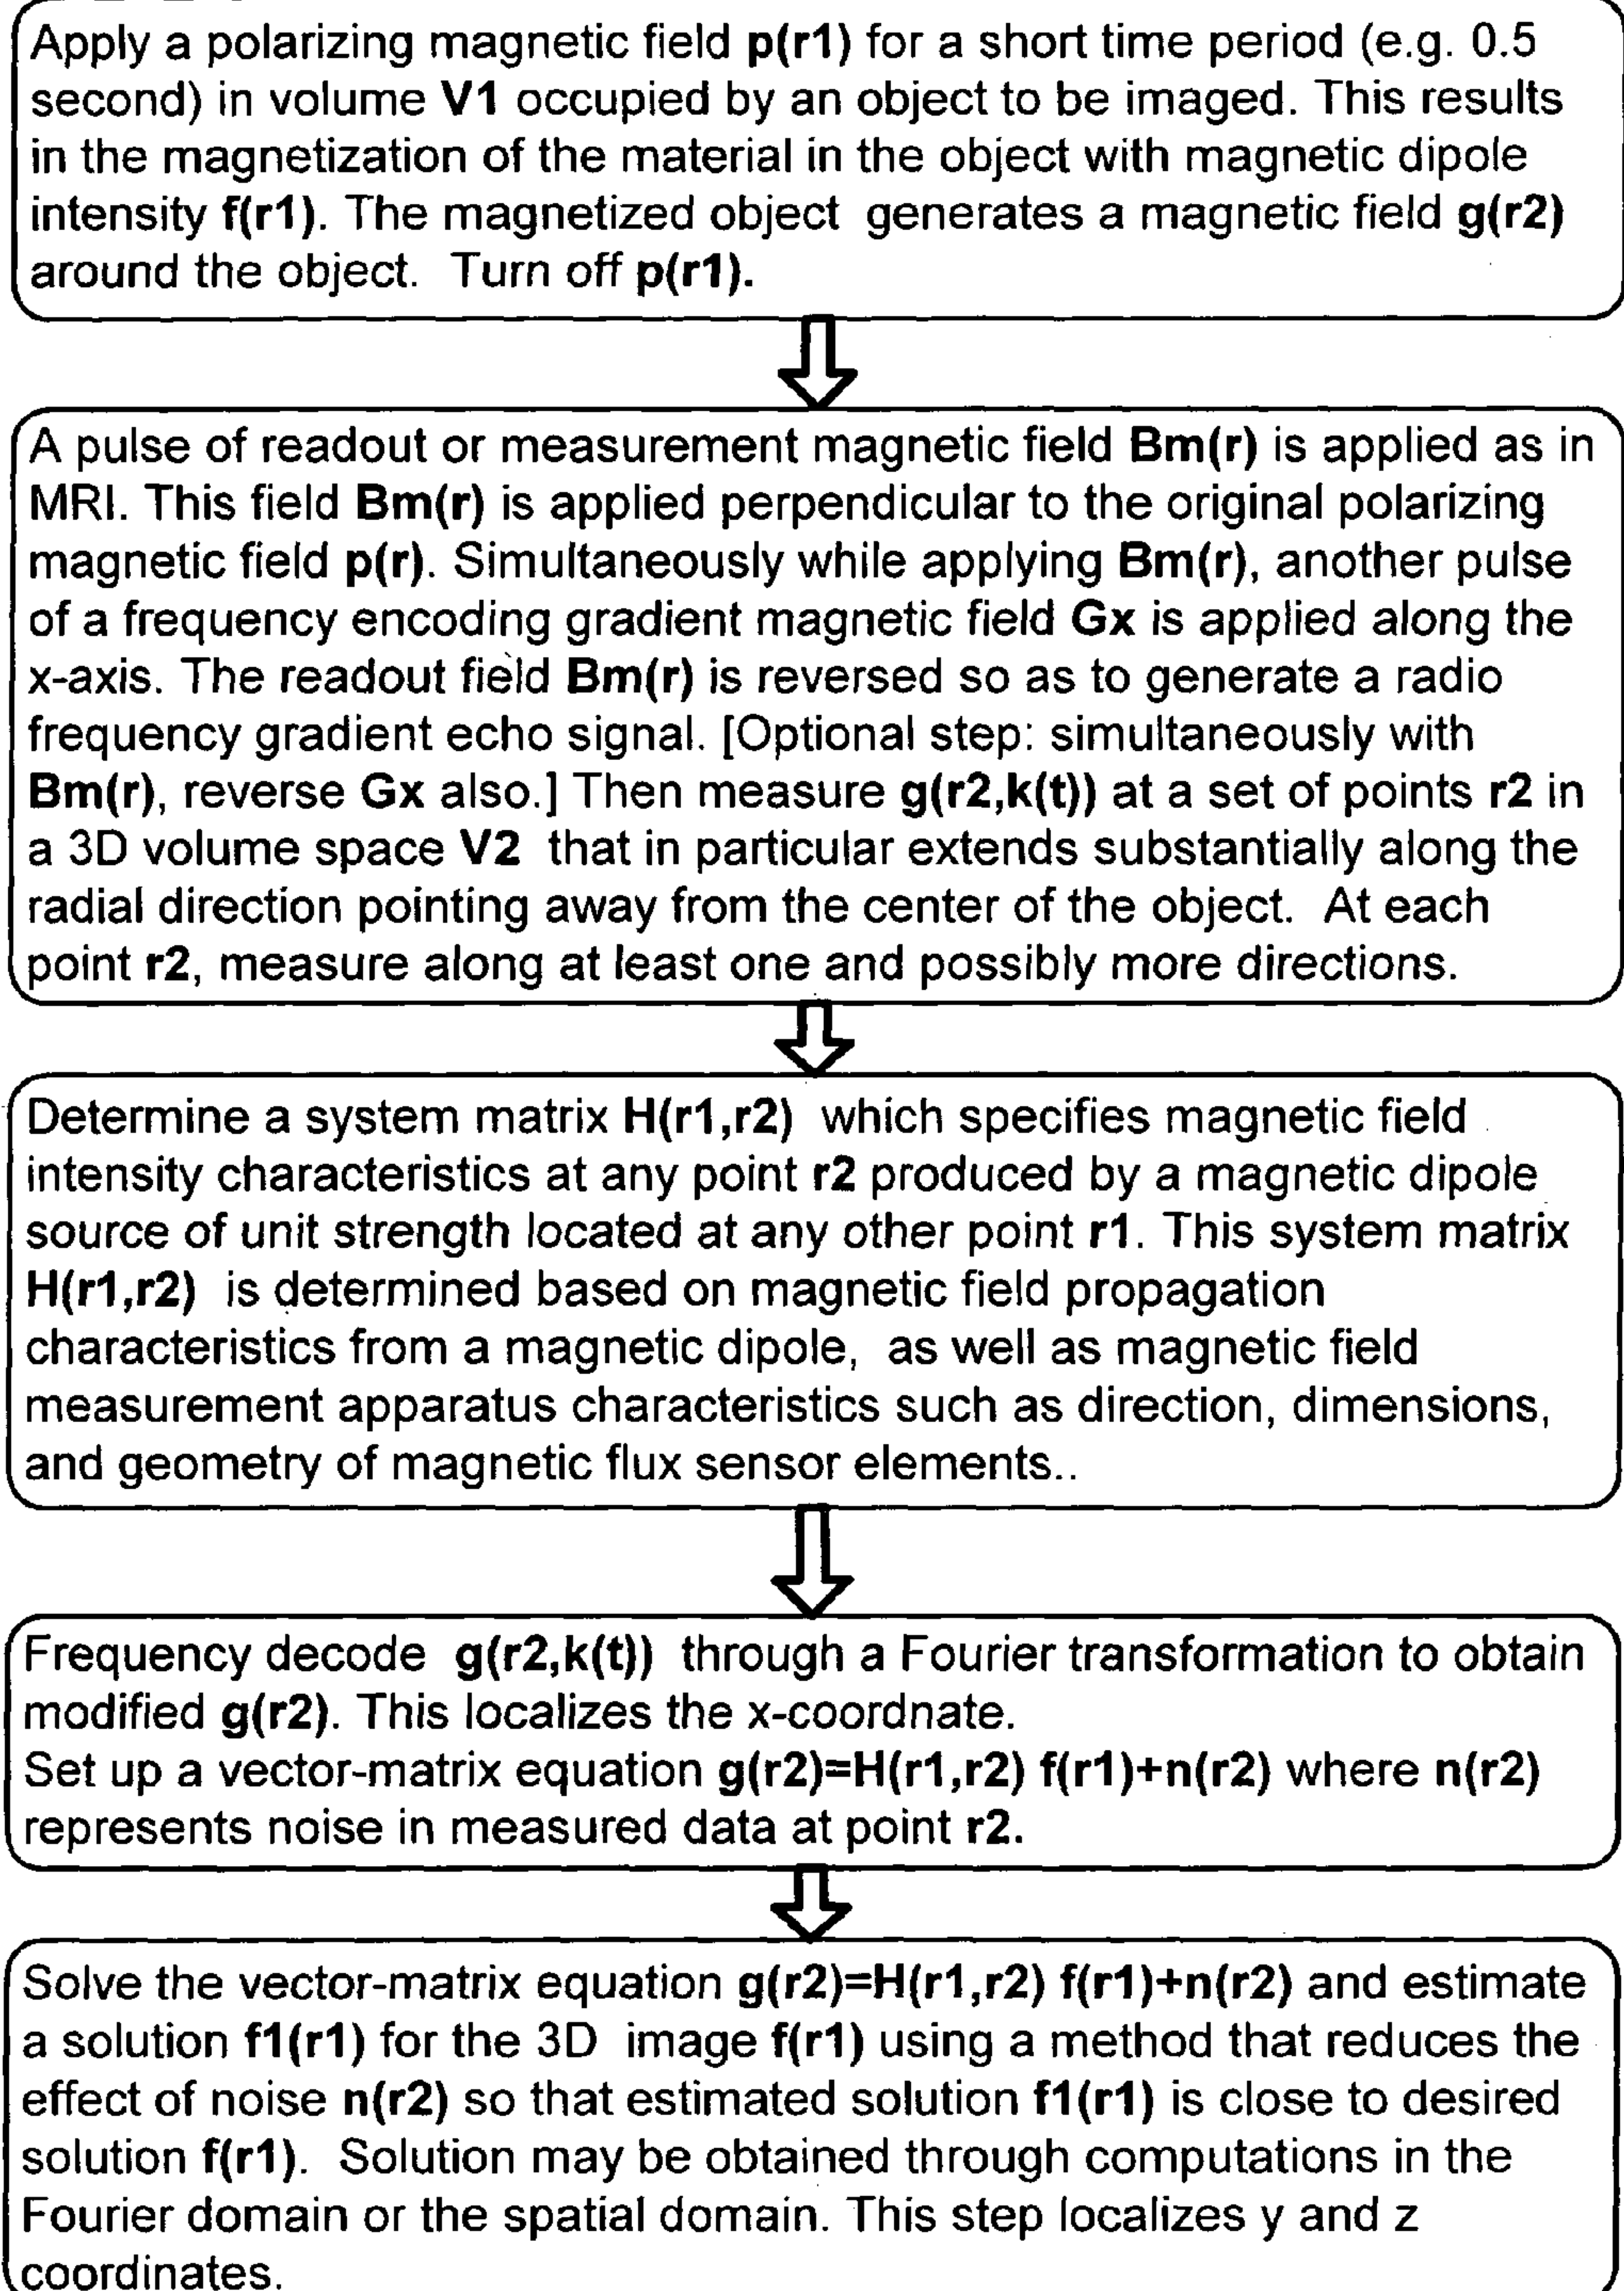 Apply a polarizing magnetic field p(r1) for a short time period (e.g. 0.5
second) in volume V1 occupied by an object to be imaged. This results
in the magnetization of the material in the object with magnetic dipole
intensity f(r1). The magnetized object generates a magnetic field g(r2)
around the object. Turn off p(r1).
A pulse of readout or measurement magnetic field Bm(r) is applied as in
MRI. This field Bm(r) is applied perpendicular to the original polarizing
magnetic field p(r). Simultaneously while applying Bm(r), another pulse
of a frequency encoding gradient magnetic field Gx is applied along the
x-axis. The readout field Bm(r) is reversed so as to generate a radio
frequency gradient echo signal. [Optional step: simultaneously with
Bm(r), reverse Gx also.] Then measure g(r2,k(t)) at a set of points r2 in
a 3D volume space V2 that in particular extends substantially along the
radial direction pointing away from the center of the object. At each
point r2, measure along at least one and possibly more directions.
Determine a system matrix H(r1,r2) which specifies magnetic field
intensity characteristics at any point r2 produced by a magnetic dipole
source of unit strength located at any other point r1. This system matrix
H(r1,r2) is determined based on magnetic field propagation
characteristics from a magnetic dipole, as well as magnetic field
measurement apparatus characteristics such as direction, dimensions,
and geometry of magnetic flux sensor elements..
Frequency decode g(r2,k(t)) through a Fourier transformation to obtain
modified g(r2). This localizes the x-coordnate.
Set up a vector-matrix equation g(r2)=H(r1,r2) f(r1)+n(r2) where n(r2)
represents noise in measured data at point r2.
Solve the vector-matrix equation g(r2)=H(r1,r2) f(r1)+n(r2) and estimate
a solution f1(r1) for the 3D image f(r1) using a method that reduces the
effect of noise n(r2) so that estimated solution f1(r1) is close to desired
solution f(r1). Solution may be obtained through computations in the
Fourier domain or the spatial domain. This step localizes y and z
coordinates.